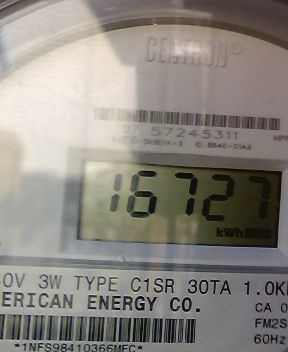 CENTRON
07 57245311
16727
kWh
0V 3W TYPE C1SR 30TA 1.0K
ERICAN ENERGY CO.
CA 0
FM2S
60Hz
*1NFS98410366MFC*